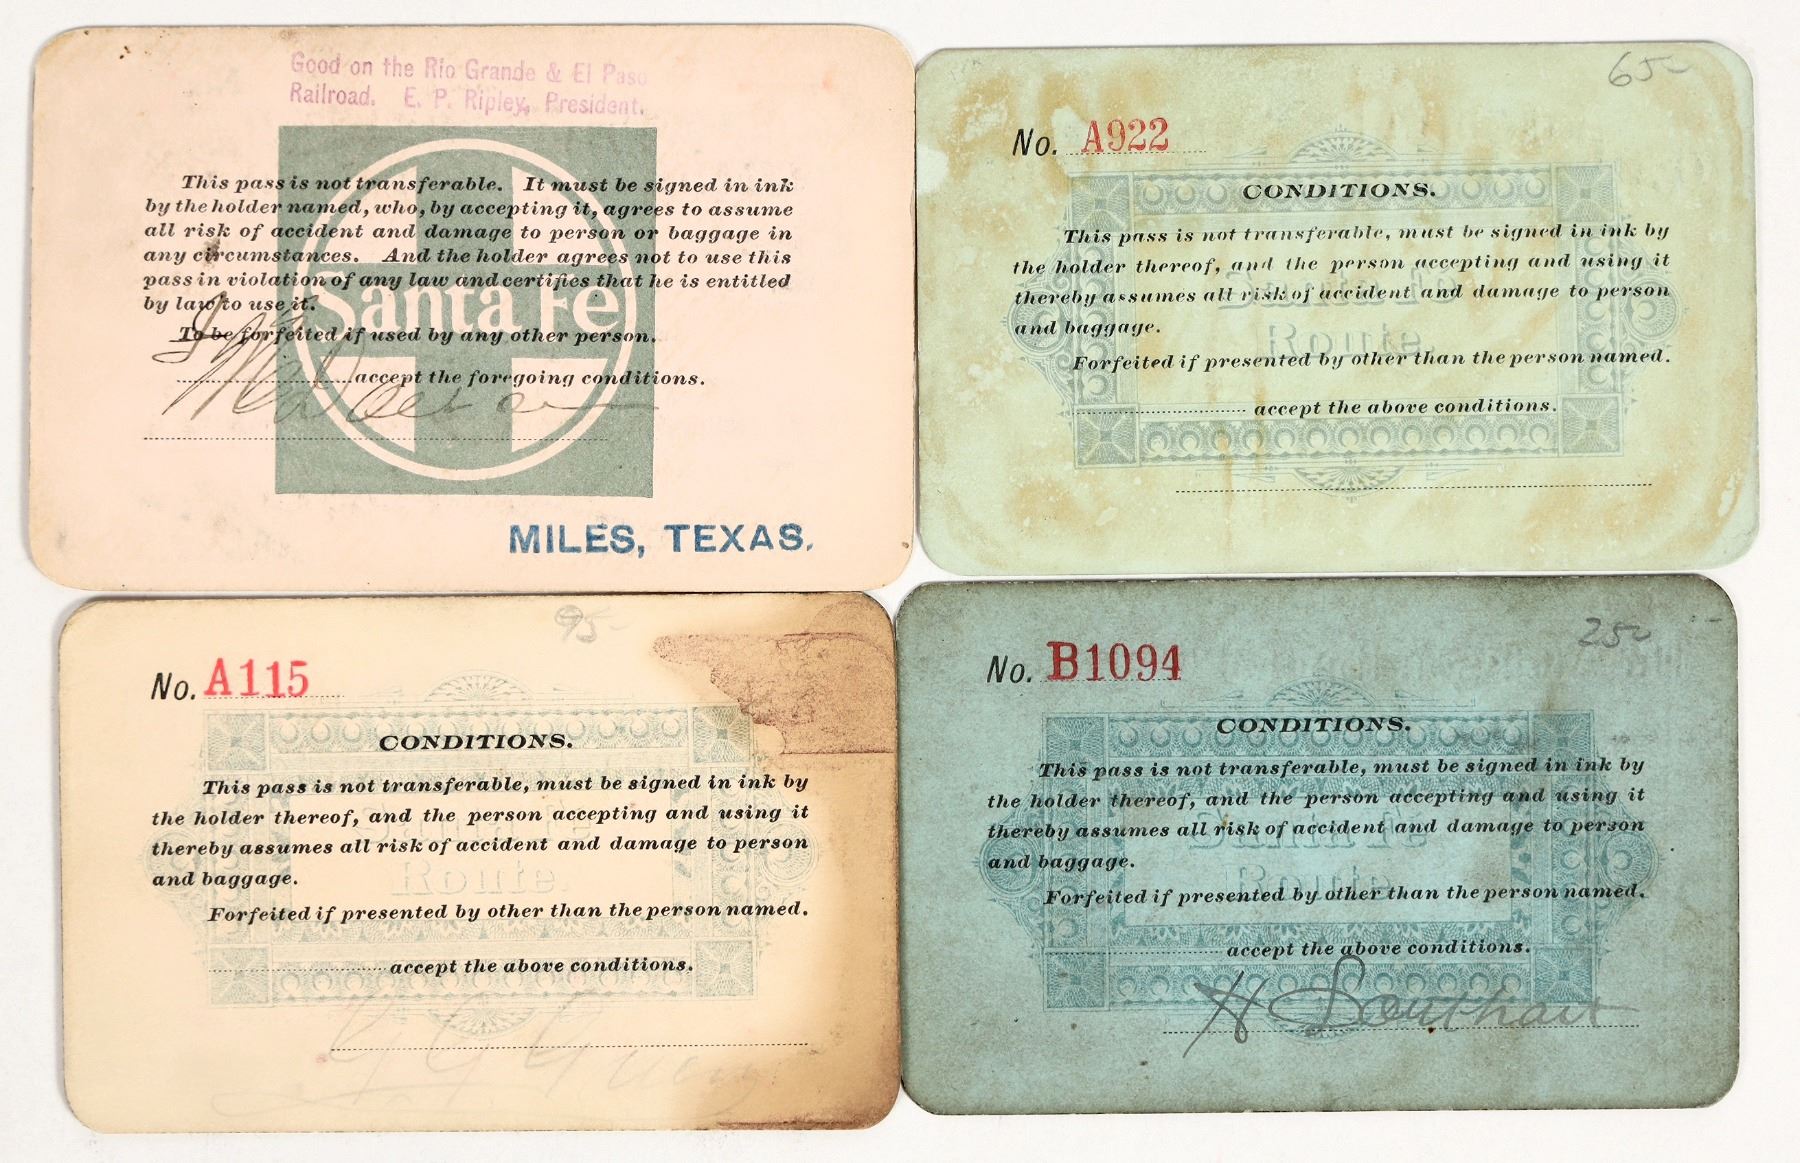 Good on the Rio Grande & El Paso
Railroad. E. P. Ripley, President.
This pass is not transferable. It must be signed in ink
by the holder named, who, by accepting it, agrees to assume
all risk of accident and damage to person or baggage in
any circumstances. And the holder agrees not to use this
pass in violation of any law and certifies that he is entitled
by law to use it.
Santa Fe
To be forfeited if used by any other person.
I
accept the foregoing conditions.
MILES, TEXAS.
65-
No. A922
CONDITIONS.
This pass is not transferable, must be signed in ink by
the holder thereof, and the person accepting and using it
thereby assumes all risk of accident and damage to person
and baggage.
Route.
Forfeited if presented by other than the person named.
accept the above conditions.
95-
No. A115
CONDITIONS.
This pass is not transferable, must be signed in ink by
the holder thereof, and the person accepting and using it
thereby assumes all risk of accident and damage to person
and baggage.
Route.
Forfeited if presented by other than the person named.
accept the above conditions.
25-
No. B1094
CONDITIONS.
This pass is not transferable, must be signed in ink by
the holder thereof, and the person accepting and using it
thereby assumes all risk of accident and damage to person
Santa Fe
and baggage.
Route.
Forfeited if presented by other than the person named.
accept the above conditions.
H